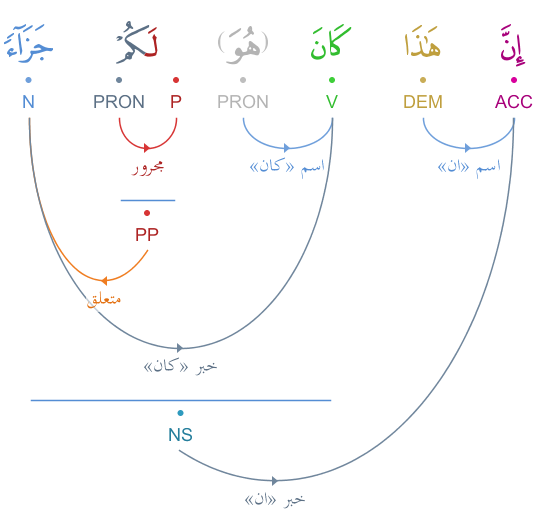 إِنَّ هَٰذَا كَانَ (هُوَ) لَكُمْ جَزَآءً
ACC DEM V PRON P PRON N
اسم «ان» اسم «كان» مجرور
PP
متعلق
خبر «كان»
NS
خبر «ان»